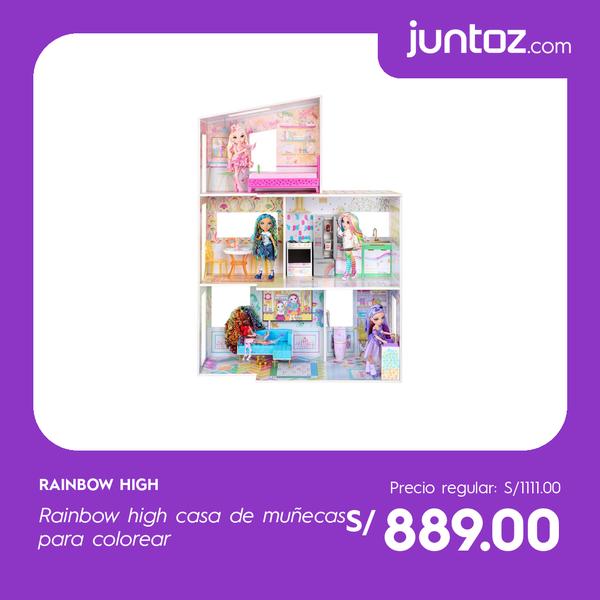 juntoz.com
RAINBOW HIGH
Rainbow high casa de muñecas
para colorear
Precio regular: S/1111.00
S/ 889.00